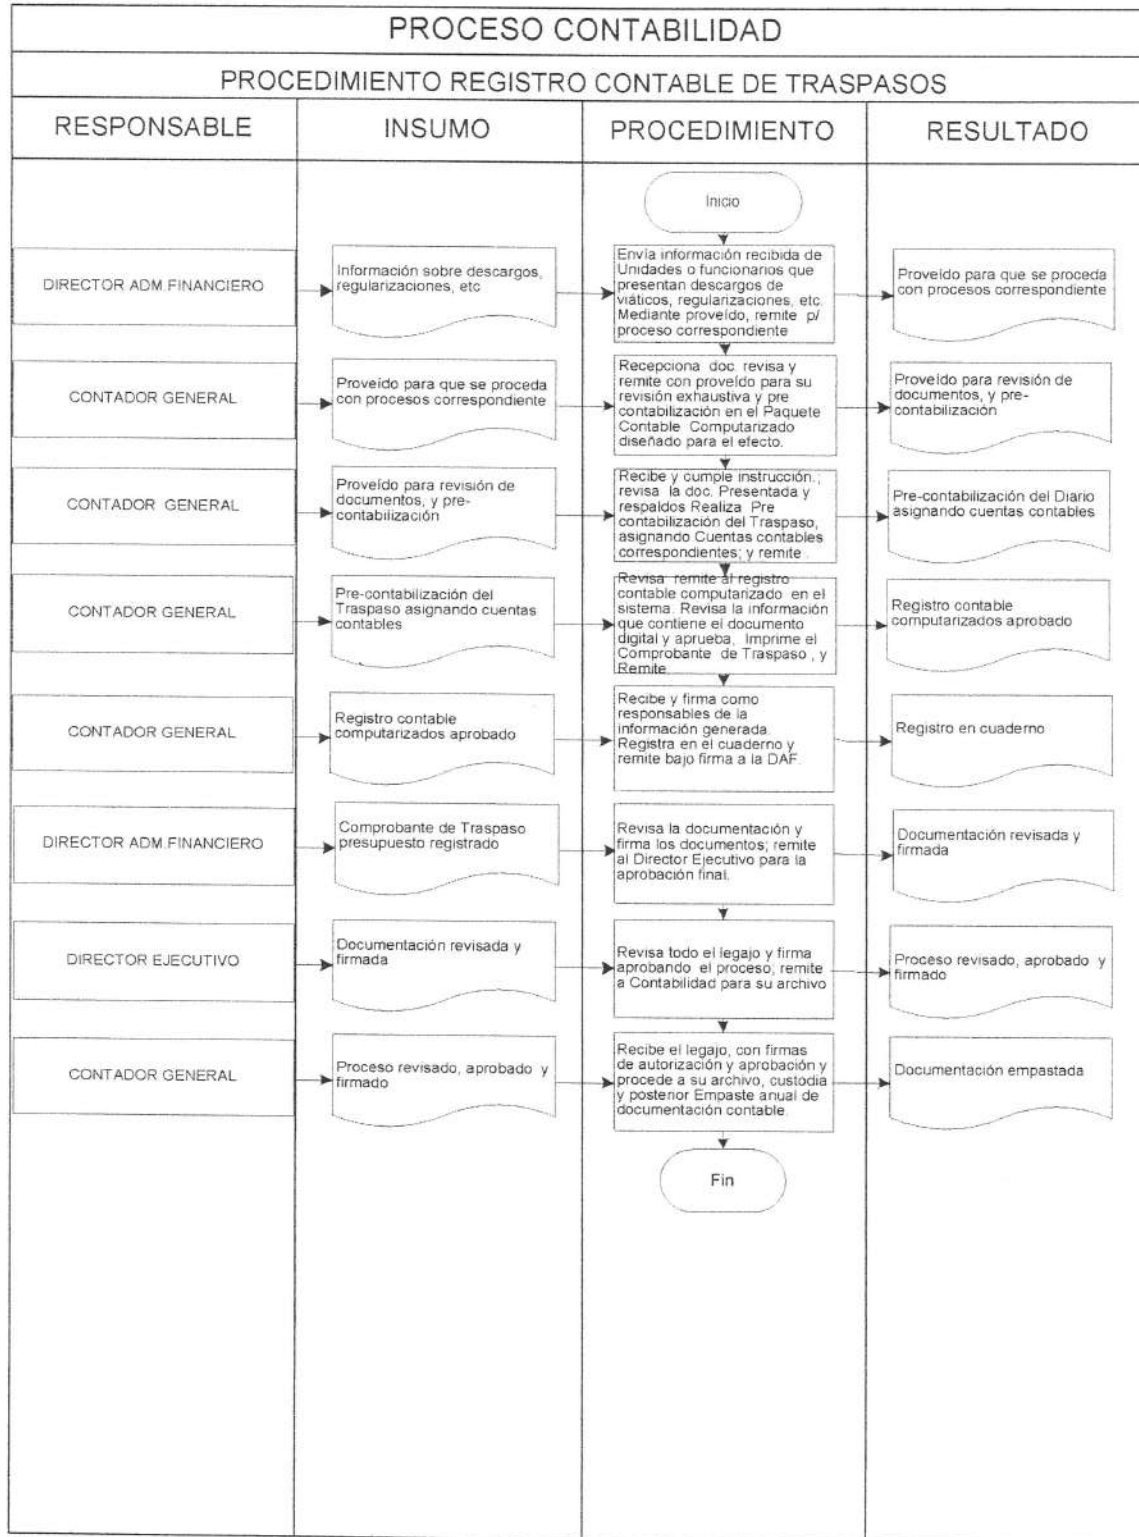 PROCESO CONTABILIDAD
PROCEDIMIENTO REGISTRO CONTABLE DE TRASPASOS
RESPONSABLE
INSUMO
PROCEDIMIENTO
RESULTADO
Inicio
DIRECTOR ADM.FINANCIERO
Información sobre descargos,
regularizaciones, etc
Envía información recibida de
Unidades o funcionarios que
presentan descargos de
viáticos, regularizaciones, etc.
Mediante proveído, remite p/
proceso correspondiente
Proveído para que se proceda
con procesos correspondiente
CONTADOR GENERAL
Proveído para que se proceda
con procesos correspondiente
Recepciona doc. revisa y
remite con proveído para su
revisión exhaustiva y pre
contabilización en el Paquete
Contable Computarizado
diseñado para el efecto.
Proveído para revisión de
documentos, y pre-
contabilización
CONTADOR GENERAL
Proveído para revisión de
documentos, y pre-
contabilización
Recibe y cumple instrucción.;
revisa la doc. Presentada y
respaldos Realiza Pre
contabilización del Traspaso,
asignando Cuentas contables
correspondientes; y remite .
Pre-contabilización del Diario
asignando cuentas contables
CONTADOR GENERAL
Pre-contabilización del
Traspaso asignando cuentas
contables
Revisa remite al registro
contable computarizado en el
sistema. Revisa la información
que contiene el documento
digital y aprueba, Imprime el
Comprobante de Traspaso , y
Remite.
Registro contable
computarizados aprobado
CONTADOR GENERAL
Registro contable
computarizados aprobado
Recibe y firma como
responsables de la
información generada.
Registra en el cuaderno y
remite bajo firma a la DAF.
Registro en cuaderno
DIRECTOR ADM.FINANCIERO
Comprobante de Traspaso
presupuesto registrado
Revisa la documentación y
firma los documentos; remite
al Director Ejecutivo para la
aprobación final.
Documentación revisada y
firmada
DIRECTOR EJECUTIVO
Documentación revisada y
firmada
Revisa todo el legajo y firma
aprobando el proceso; remite
a Contabilidad para su archivo
Proceso revisado, aprobado y
firmado
CONTADOR GENERAL
Proceso revisado, aprobado y
firmado
Recibe el legajo, con firmas
de autorización y aprobación y
procede a su archivo, custodia
y posterior Empaste anual de
documentación contable.
Documentación empastada
Fin